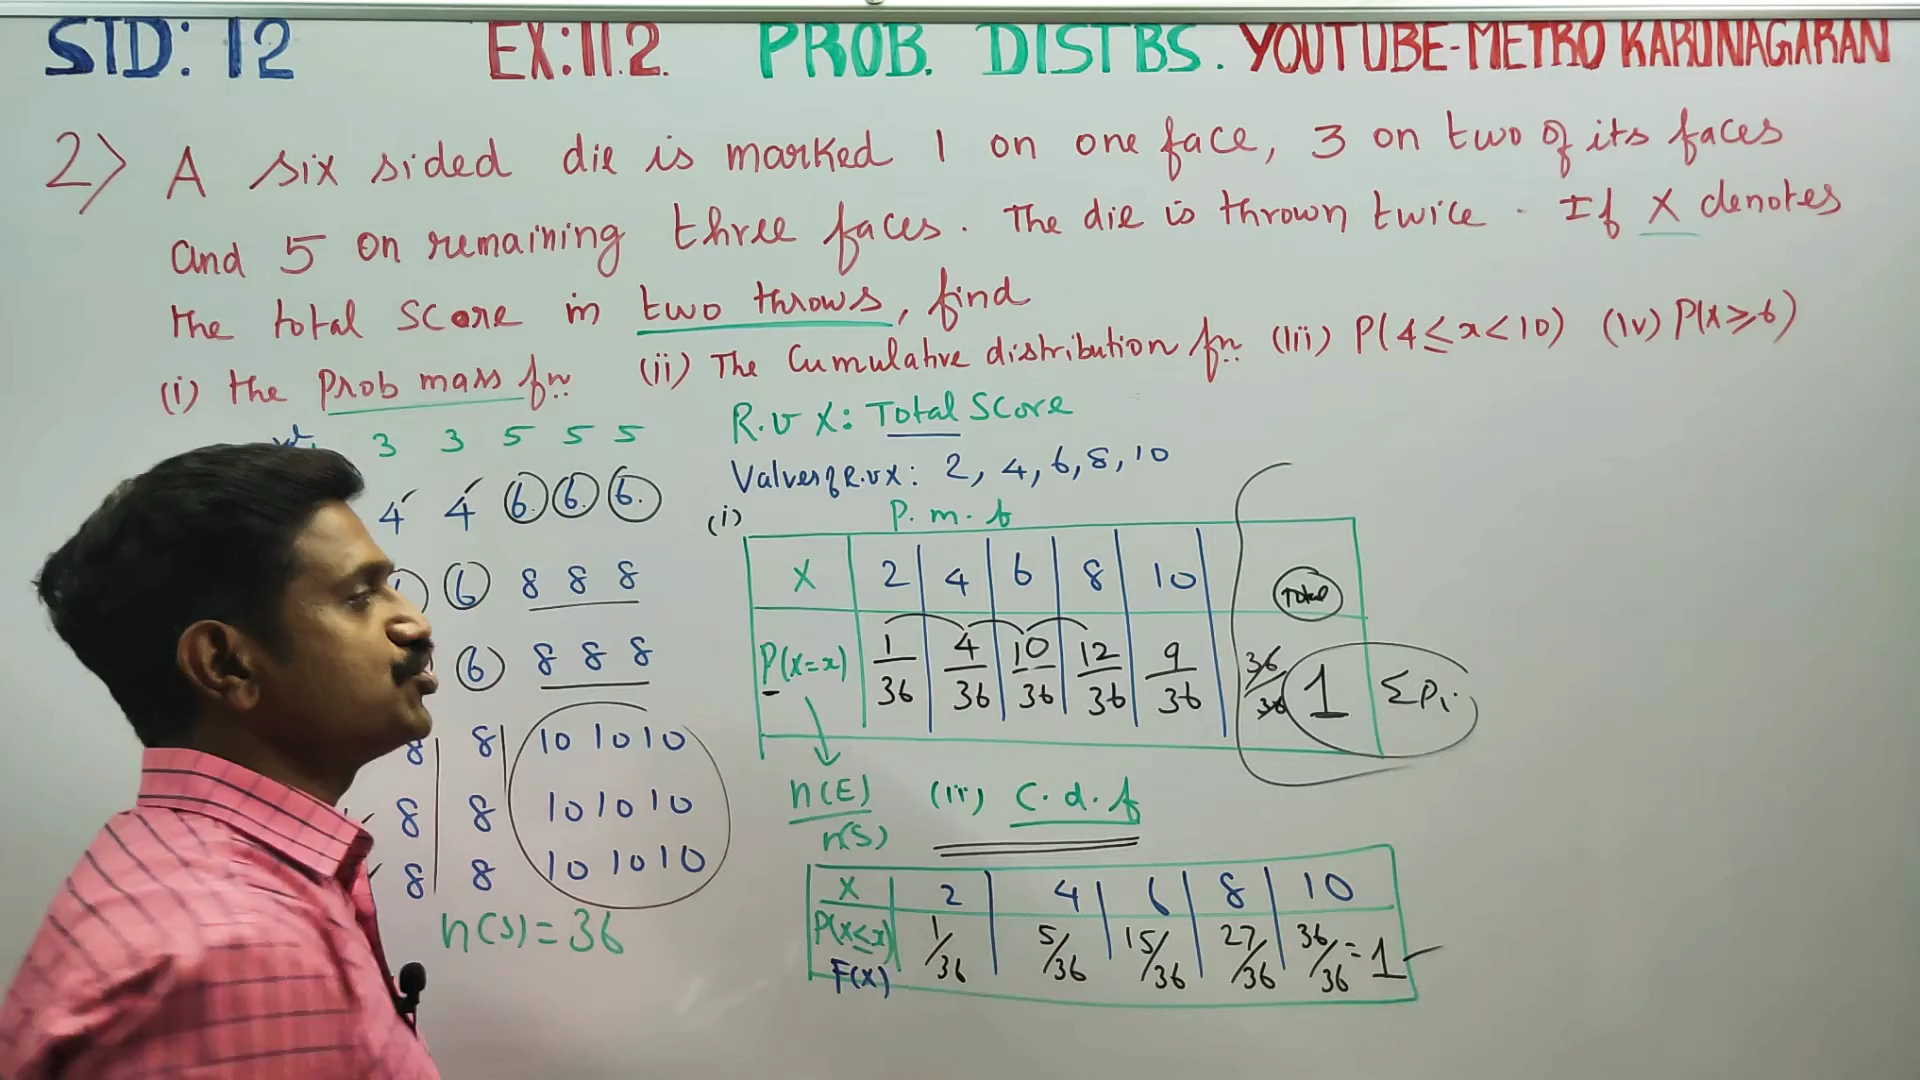 STD: 12 EX:11.2. PROB. DISTBS. YOUTUBE-METRO KARUNAGARAN
2) A six sided die is marked 1 on one face, 3 on two of its faces
and 5 on remaining three faces. The die is thrown twice. If X denotes
the total score in two throws, find
(i) the Prob mass fn (ii) The Cumulative distribution fn (iii) P(4≤x<10) (iv) P(X≥6)
3 3 5 5 5
4 4 6 6 6
6 8 8 8
6 8 8 8
8 8 10 10 10
8 8 10 10 10
8 8 10 10 10
n(S) = 36
R.v X: Total Score
Values of R.v X: 2, 4, 6, 8, 10
(i) P.m.f
X 2 4 6 8 10 Total
P(X=x) 1/36 4/36 10/36 12/36 9/36 36/36 1 ΣPi
n(E)/n(S)
(ii) C.d.f
X 2 4 6 8 10
P(X≤x) 1/36 5/36 15/36 27/36 36/36 = 1
F(X)